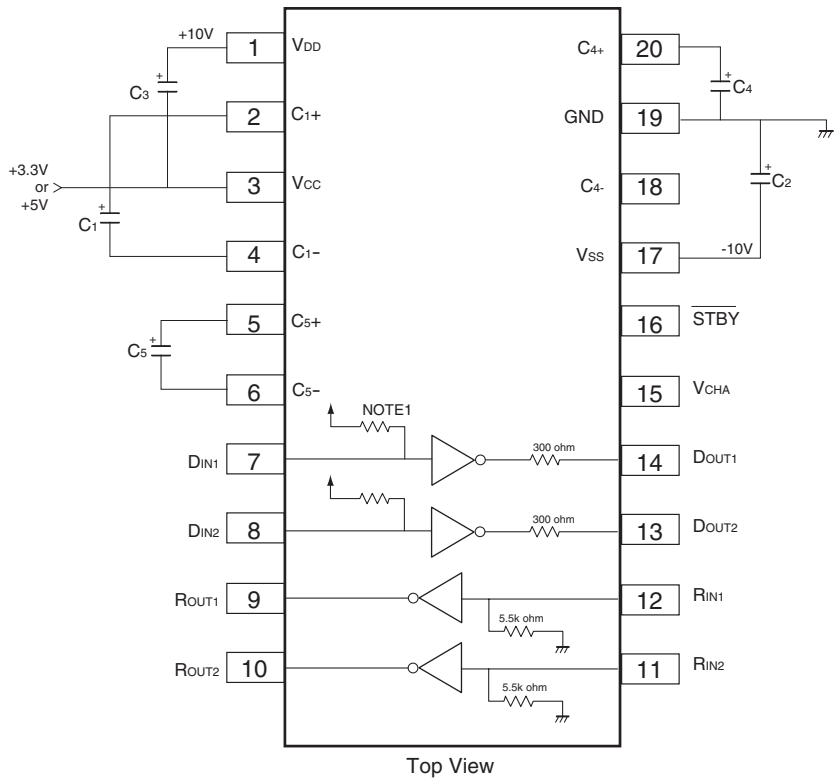 +10V 1 VDD C4+ 20
+ C3 + C4
2 C1+ GND 19
+3.3V
or
+5V
3 VCC C4- 18 + C2
+ C1
4 C1- VSS 17 -10V
5 C5+ 16 STBY
+ C5
6 C5- 15 VCHA
NOTE1
DIN1 7 300 ohm 14 DOUT1
DIN2 8 300 ohm 13 DOUT2
ROUT1 9 12 RIN1
5.5k ohm
ROUT2 10 11 RIN2
5.5k ohm
Top View